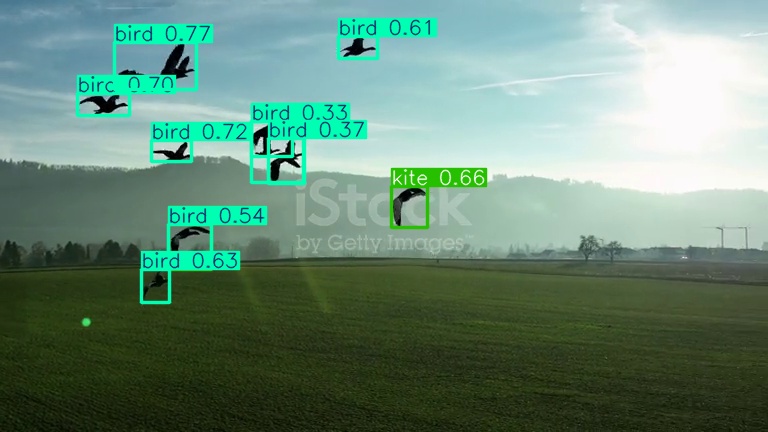 bird 0.77
bird 0.61
bird 0.70
bird 0.33
bird 0.72
bird 0.37
kite 0.66
iStock
by Getty Images™
bird 0.54
bird 0.63